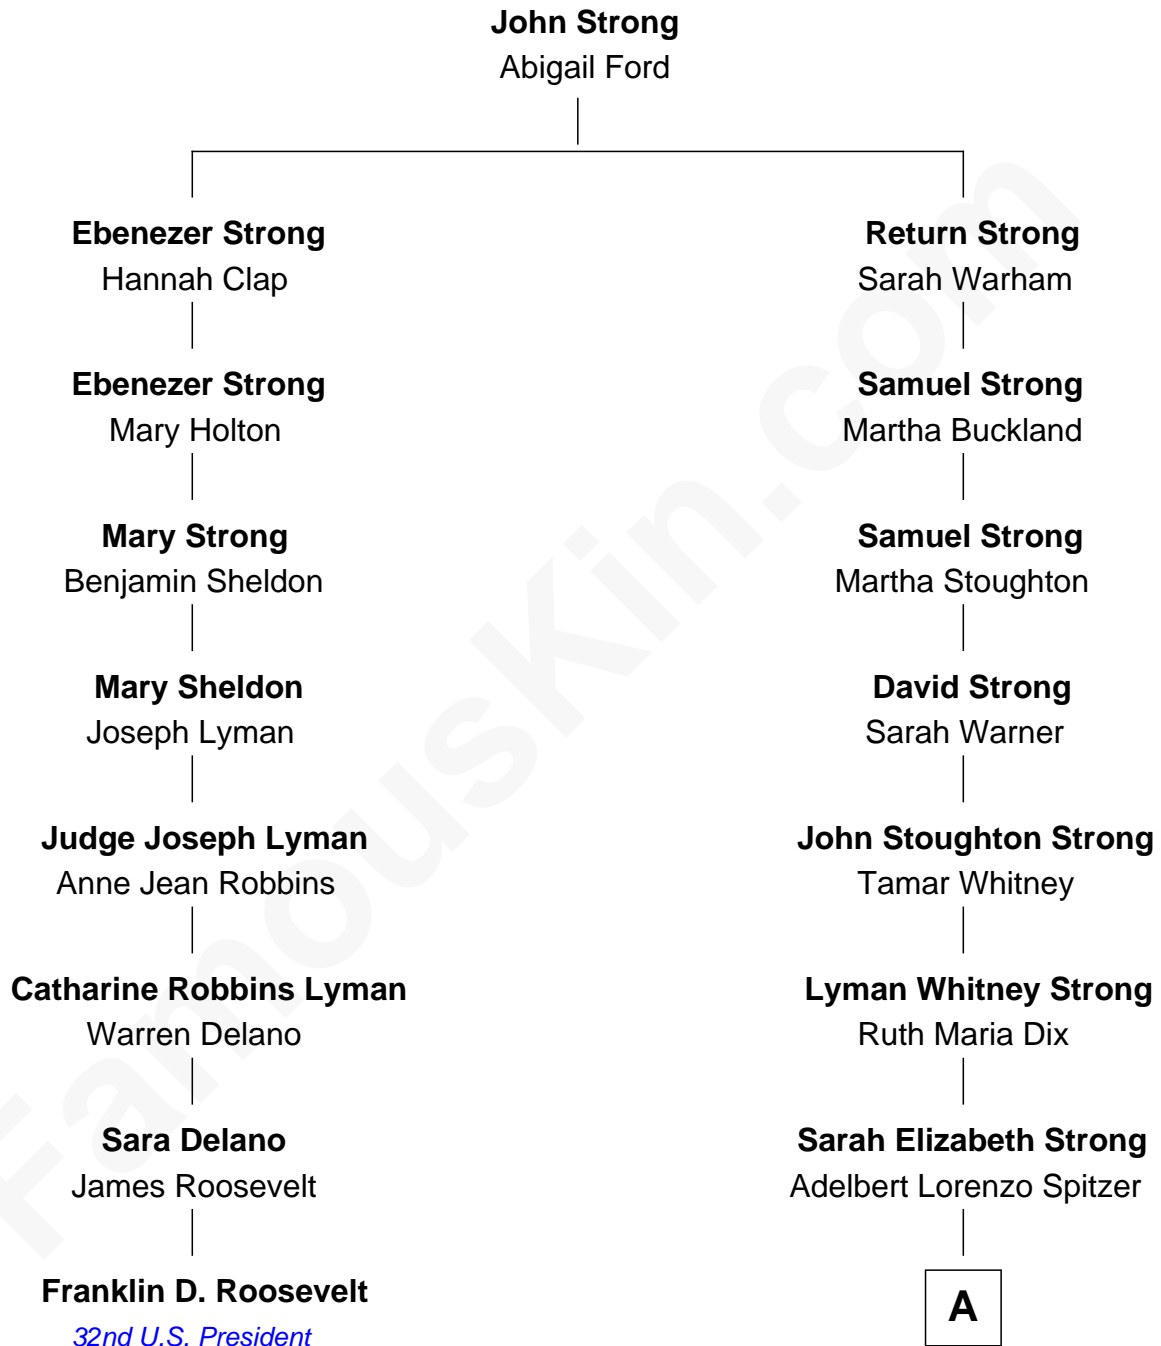 John Strong
Abigail Ford
Ebenezer Strong
Hannah Clap
Return Strong
Sarah Warham
Ebenezer Strong
Mary Holton
Samuel Strong
Martha Buckland
Mary Strong
Benjamin Sheldon
Samuel Strong
Martha Stoughton
Mary Sheldon
Joseph Lyman
David Strong
Sarah Warner
Judge Joseph Lyman
Anne Jean Robbins
John Stoughton Strong
Tamar Whitney
Catharine Robbins Lyman
Warren Delano
Lyman Whitney Strong
Ruth Maria Dix
Sara Delano
James Roosevelt
Sarah Elizabeth Strong
Adelbert Lorenzo Spitzer
Franklin D. Roosevelt
32nd U.S. President
A
FamousKin.com